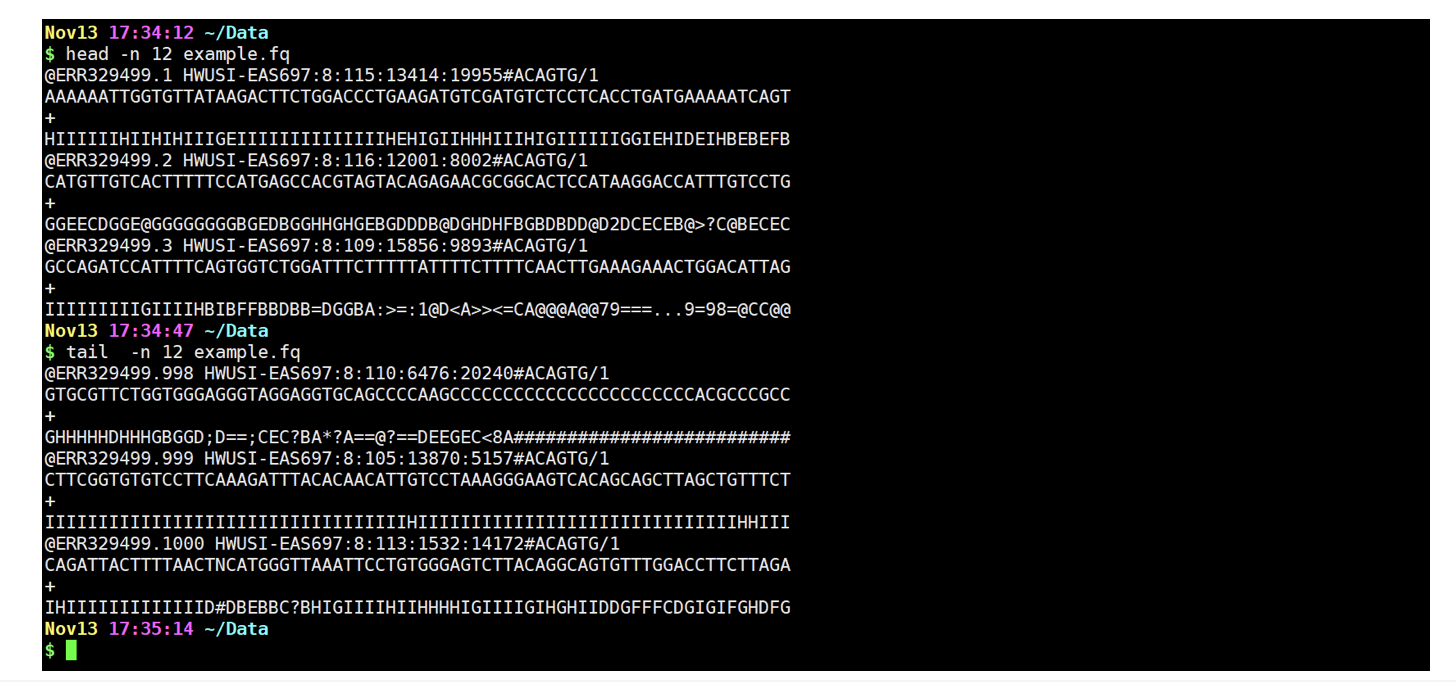 Nov13 17:34:12 ~/Data
$ head -n 12 example.fq
@ERR329499.1 HWUSI-EAS697:8:115:13414:19955#ACAGTG/1
AAAAAATTGGTGTTATAAGACTTCTGGACCCTGAAGATGTCGATGTCTCCTCACCTGATGAAAAATCAGT
+
HIIIIIIHIIHIHIIIGEIIIIIIIIIIIIIIHEHIGIIHHHIIIHIGIIIIIIGGIEHIDEIHBEBEFB
@ERR329499.2 HWUSI-EAS697:8:116:12001:8002#ACAGTG/1
CATGTTGTCACTTTTTCCATGAGCCACGTAGTACAGAGAACGCGGCACTCCATAAGGACCATTTGTCCTG
+
GGEECDGGE@GGGGGGGGBGEDBGGHHGHGEBGDDDB@DGHDHFBGBDBDD@D2DCECEB@>?C@BECEC
@ERR329499.3 HWUSI-EAS697:8:109:15856:9893#ACAGTG/1
GCCAGATCCATTTTCAGTGGTCTGGATTTCTTTTTATTTTCTTTTCAACTTGAAAGAAACTGGACATTAG
+
IIIIIIIIIGIIIIHBIBFFBBDBB=DGGBA:>=:1@D<A>><=CA@@@A@@79===...9=98=@CC@@
Nov13 17:34:47 ~/Data
$ tail  -n 12 example.fq
@ERR329499.998 HWUSI-EAS697:8:110:6476:20240#ACAGTG/1
GTGCGTTCTGGTGGGAGGGTAGGAGGTGCAGCCCCAAGCCCCCCCCCCCCCCCCCCCCCCCACGCCCGCC
+
GHHHHHDHHHGBGGD;D==;CEC?BA*?A==@?==DEEGEC<8A##########################
@ERR329499.999 HWUSI-EAS697:8:105:13870:5157#ACAGTG/1
CTTCGGTGTGTCCTTCAAAGATTTACACAACATTGTCCTAAAGGGAAGTCACAGCAGCTTAGCTGTTTCT
+
IIIIIIIIIIIIIIIIIIIIIIIIIIIIIIIIIIHIIIIIIIIIIIIIIIIIIIIIIIIIIIIIIHHIII
@ERR329499.1000 HWUSI-EAS697:8:113:1532:14172#ACAGTG/1
CAGATTACTTTTAACTNCATGGGTTAAATTCCTGTGGGAGTCTTACAGGCAGTGTTTGGACCTTCTTAGA
+
IHIIIIIIIIIIIIID#DBEBBC?BHIGIIIIHIIHHHHIGIIIIGIHGHIIDDGFFFCDGIGIFGHDFG
Nov13 17:35:14 ~/Data
$